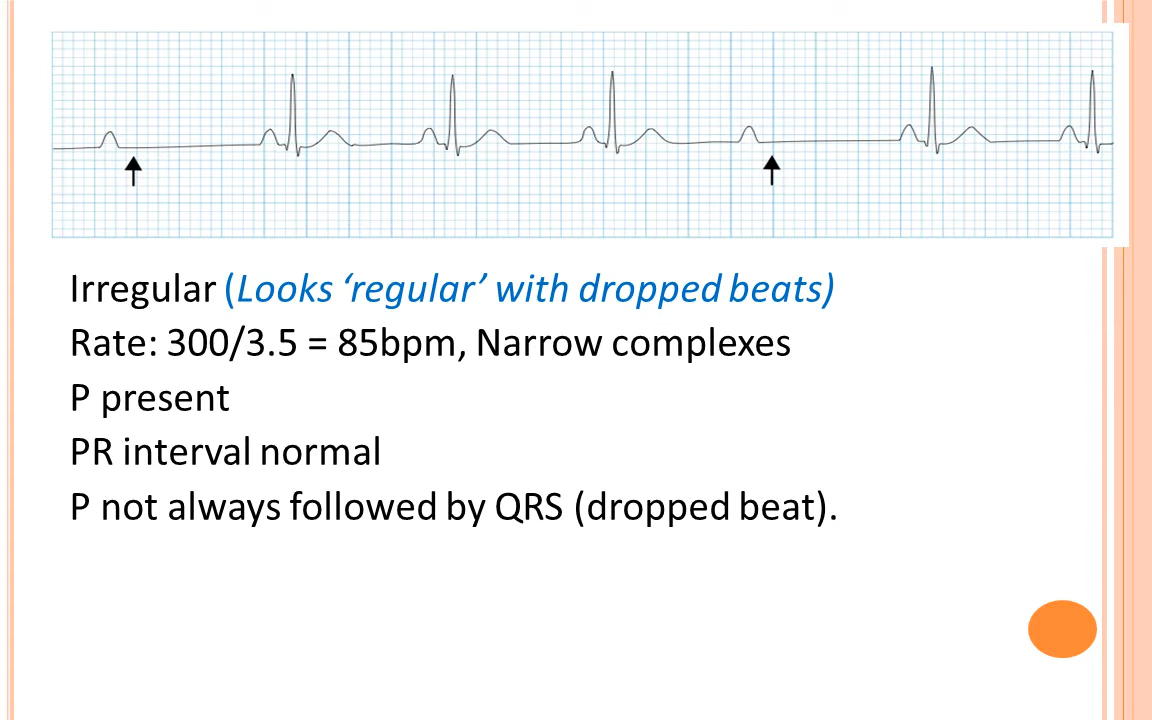 Irregular (Looks ‘regular’ with dropped beats)
Rate: 300/3.5 = 85bpm, Narrow complexes
P present
PR interval normal
P not always followed by QRS (dropped beat).